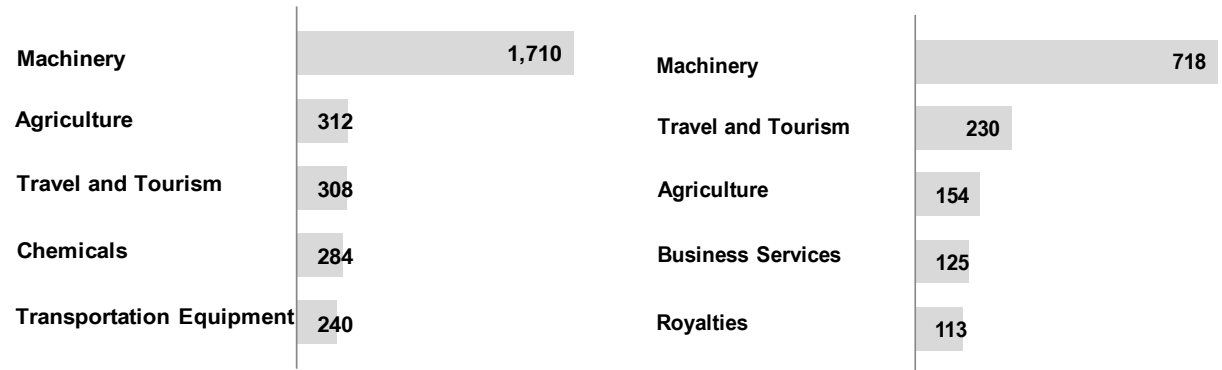 Machinery 1,710
Agriculture 312
Travel and Tourism 308
Chemicals 284
Transportation Equipment 240
Machinery 718
Travel and Tourism 230
Agriculture 154
Business Services 125
Royalties 113